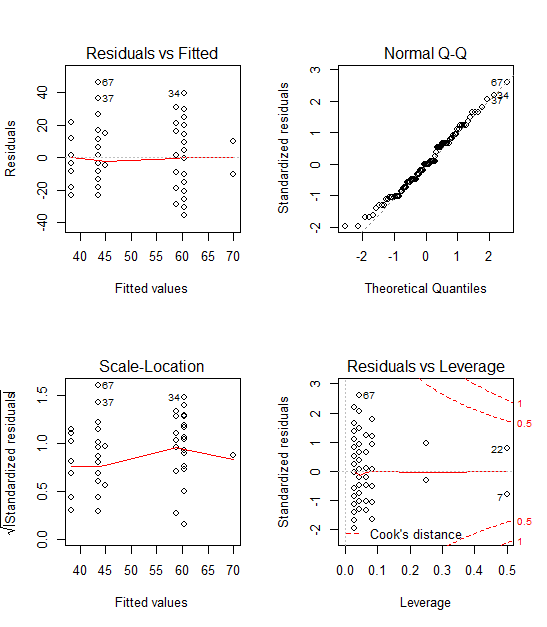 Residuals vs Fitted
Residuals
40
20
0
-20
-40
67
37
34
40 45 50 55 60 65 70
Fitted values
Normal Q-Q
Standardized residuals
3
2
1
0
-1
-2
67
34
37
-2 -1 0 1 2
Theoretical Quantiles
Scale-Location
√|Standardized residuals|
1.5
1.0
0.5
0.0
67
37
34
40 45 50 55 60 65 70
Fitted values
Residuals vs Leverage
Standardized residuals
3
2
1
0
-1
-2
67
22
7
1
0.5
0.5
1
Cook's distance
0.0 0.1 0.2 0.3 0.4 0.5
Leverage